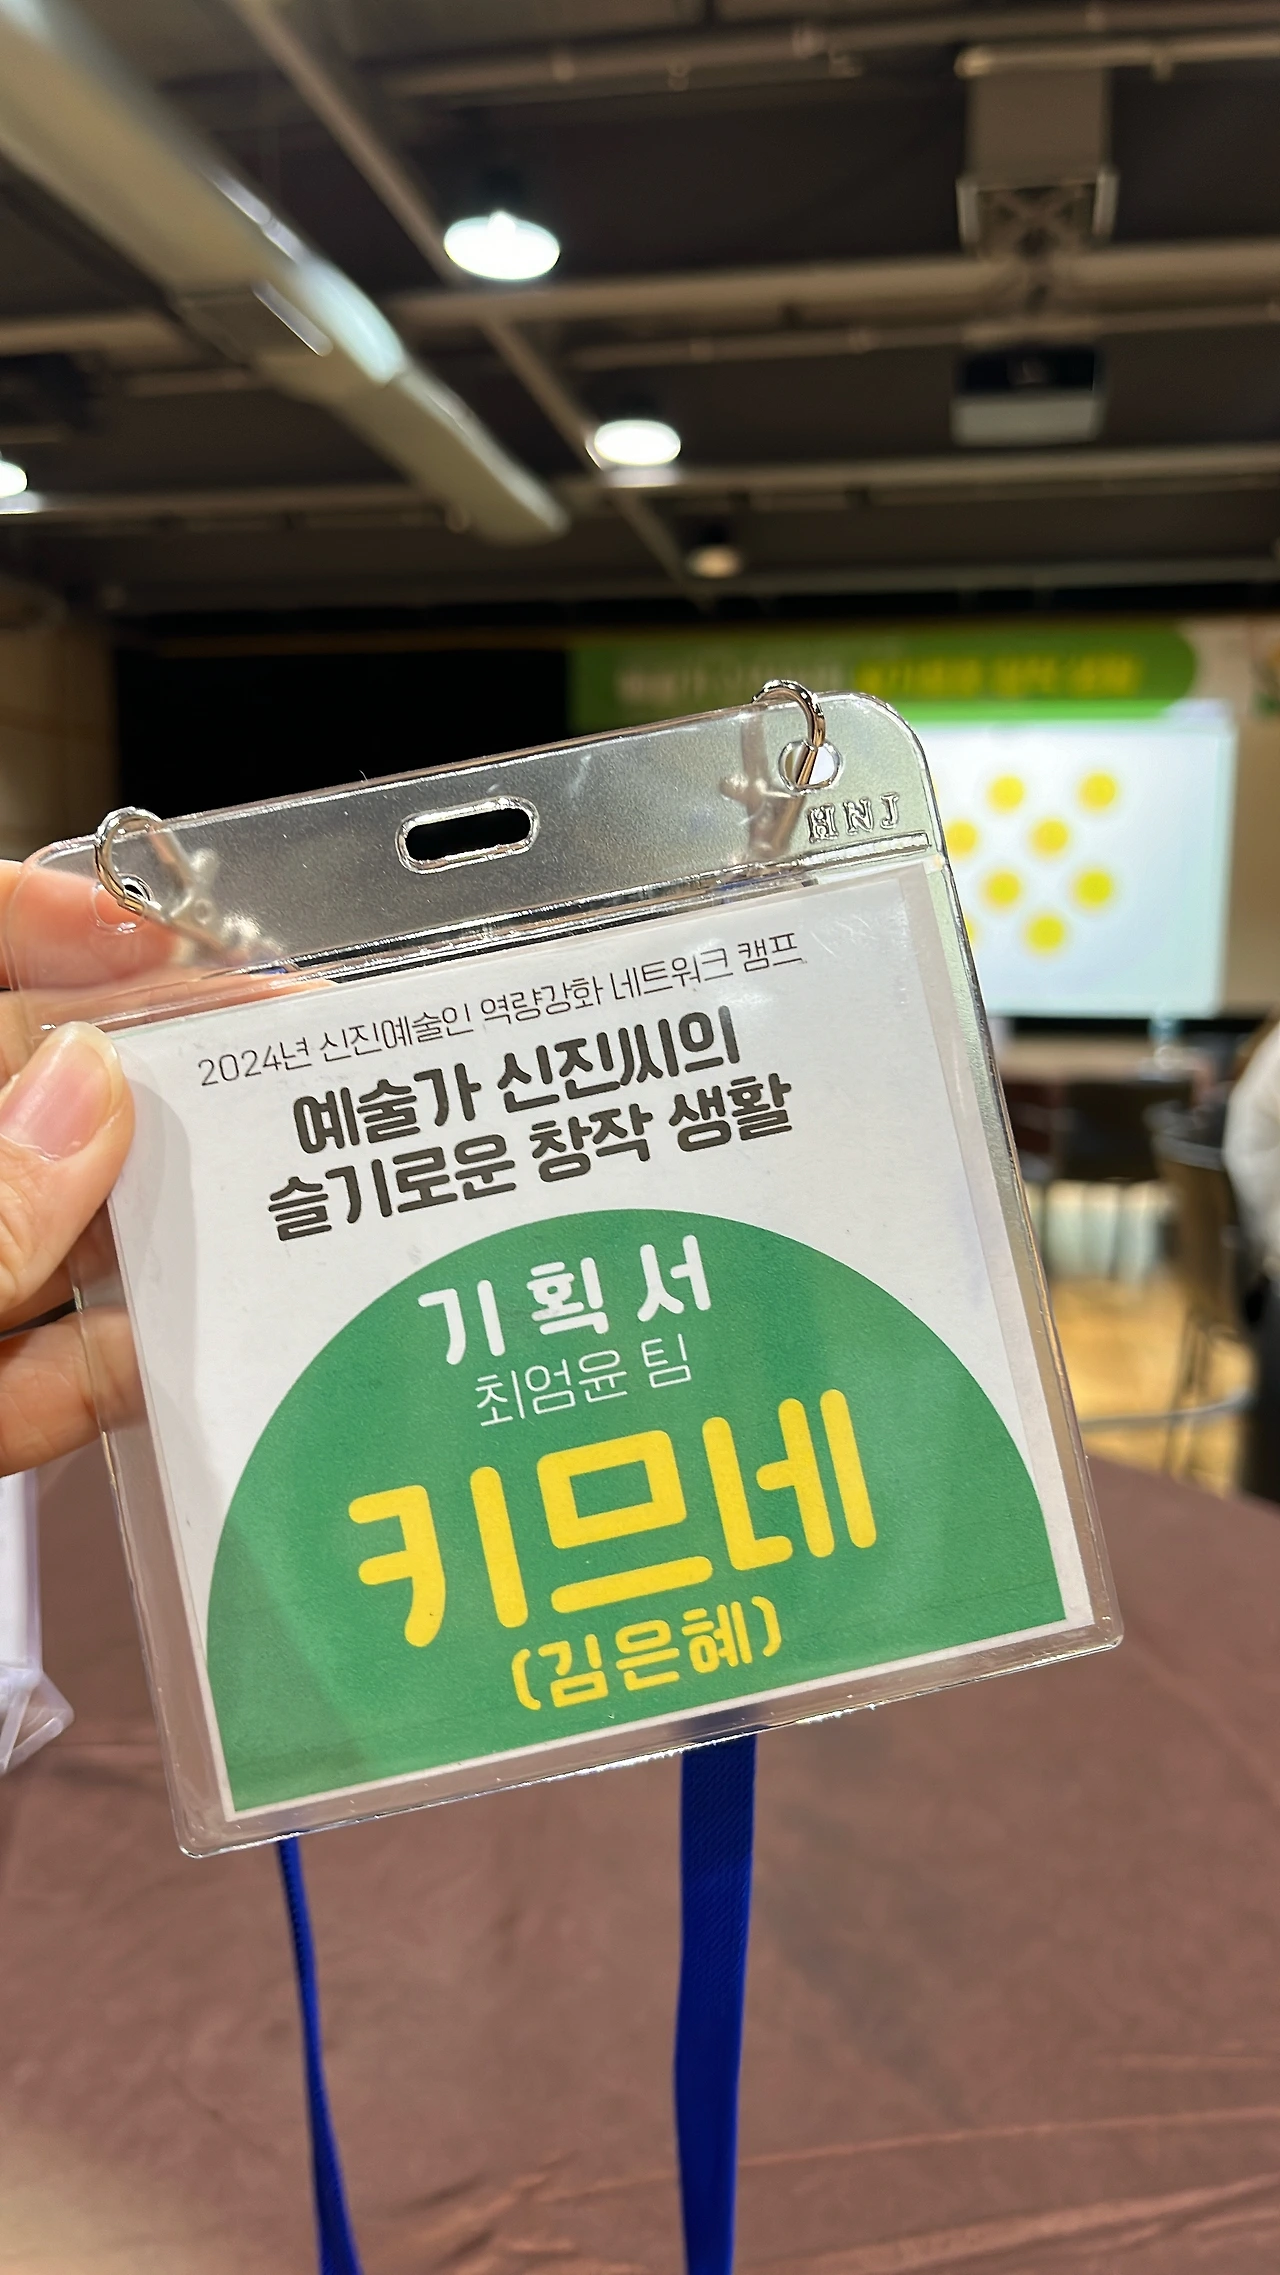 HNJ
2024년 신진예술인 역량강화 네트워크 캠프
예술가 신진씨의
슬기로운 창작 생활
기획서
최엄윤 팀
키므네
(김은혜)